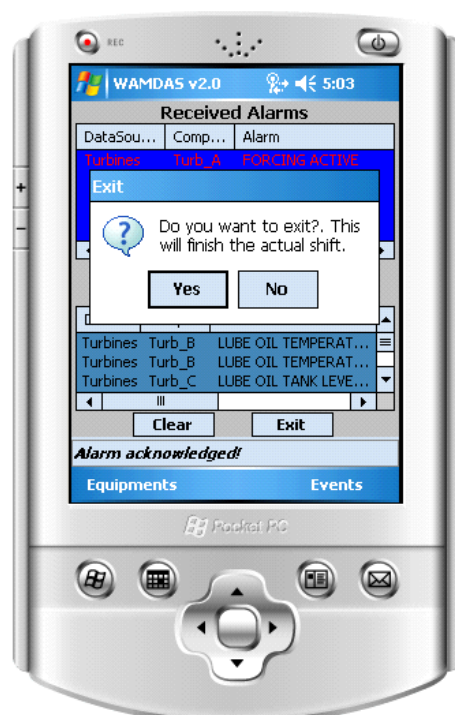 REC
WAMDAS v2.0 5:03
Received Alarms
DataSou... Comp... Alarm
Turbines Turb_A FORCING ACTIVE
Exit
Do you want to exit?. This
will finish the actual shift.
Yes No
Turbines Turb_B LUBE OIL TEMPERAT...
Turbines Turb_B LUBE OIL TEMPERAT...
Turbines Turb_C LUBE OIL TANK LEVE...
Clear Exit
Alarm acknowledged!
Equipments Events
Pocket PC